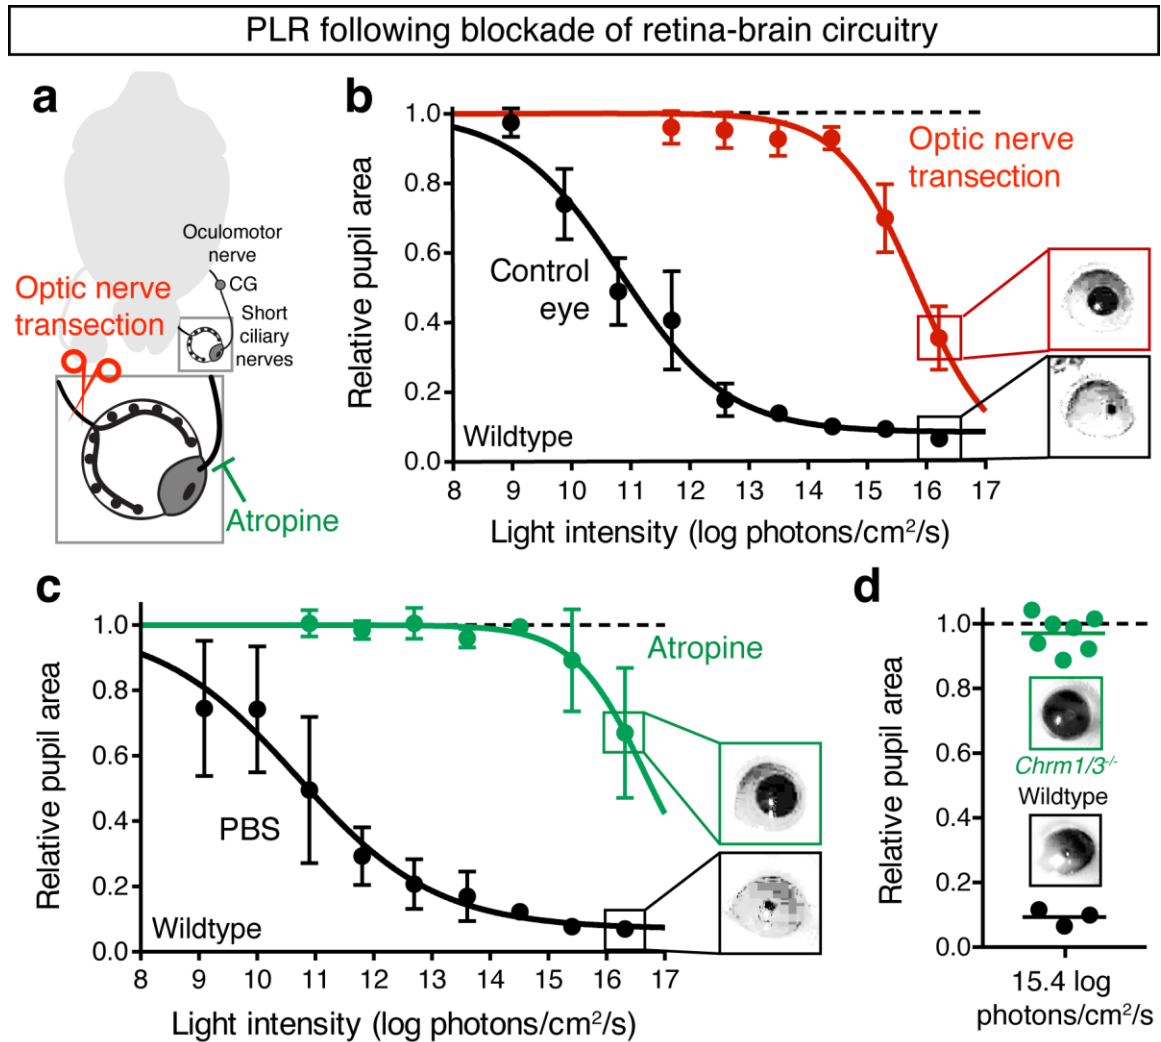 PLR following blockade of retina-brain circuitry
a
Oculomotor
nerve
CG
Short
ciliary
nerves
Optic nerve
transection
Atropine
b
Relative pupil area
1.0
0.8
0.6
0.4
0.2
0.0
Optic nerve
transection
Control
eye
Wildtype
8 9 10 11 12 13 14 15 16 17
Light intensity (log photons/cm²/s)
c
Relative pupil area
1.0
0.8
0.6
0.4
0.2
0.0
Atropine
PBS
Wildtype
8 9 10 11 12 13 14 15 16 17
Light intensity (log photons/cm²/s)
d
Relative pupil area
1.0
0.8
0.6
0.4
0.2
0.0
Chrm1/3⁻/⁻
Wildtype
15.4 log
photons/cm²/s